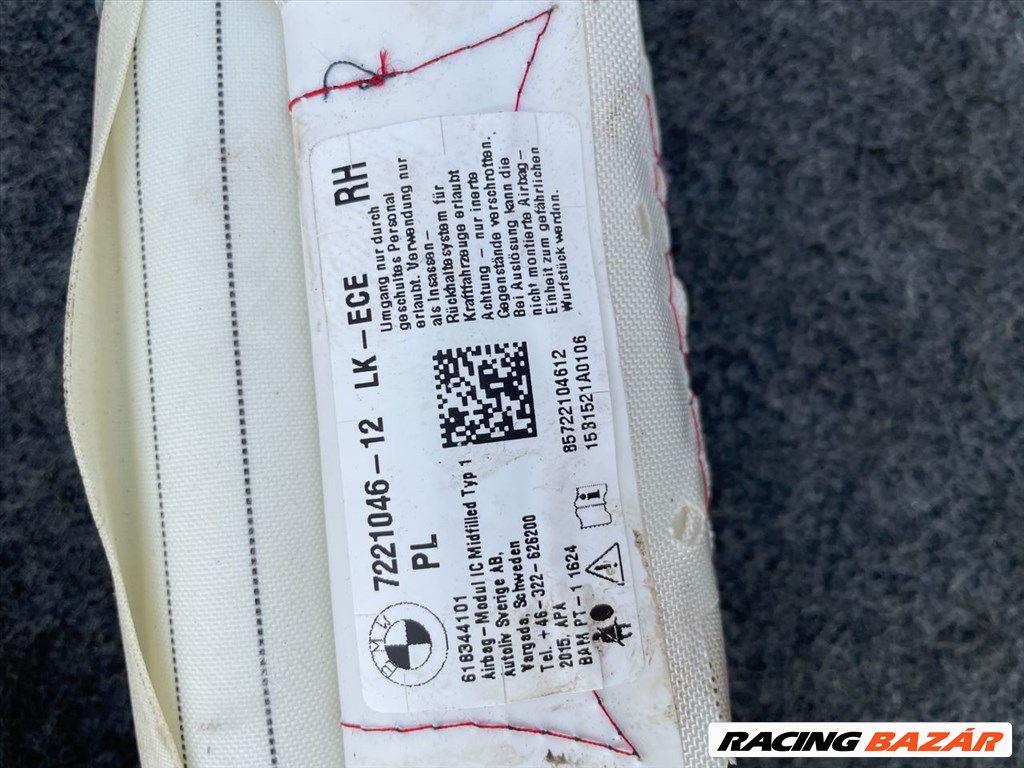 BMW
7221046-12 LK-ECE RH
PL
618344101
Airbag-Modul IC Midfilled Typ 1
Autoliv Sverige AB,
Vargada, Schweden
Tel. +46-322-626200
2015, APA
BAM PT-1 1624
85722104612
1531521A0106
Umgang nur durch
geschultes Personal
erlaubt. Verwendung nur
als Insassen-
Rückhaltesystem für
Kraftfahrzeuge erlaubt
Achtung - nur inerte
Gegenstände verschrotten.
Bei Auslösung kann die
nicht montierte Airbag-
Einheit zum gefährlichen
Wurfstück werden.
RACING BAZÁR